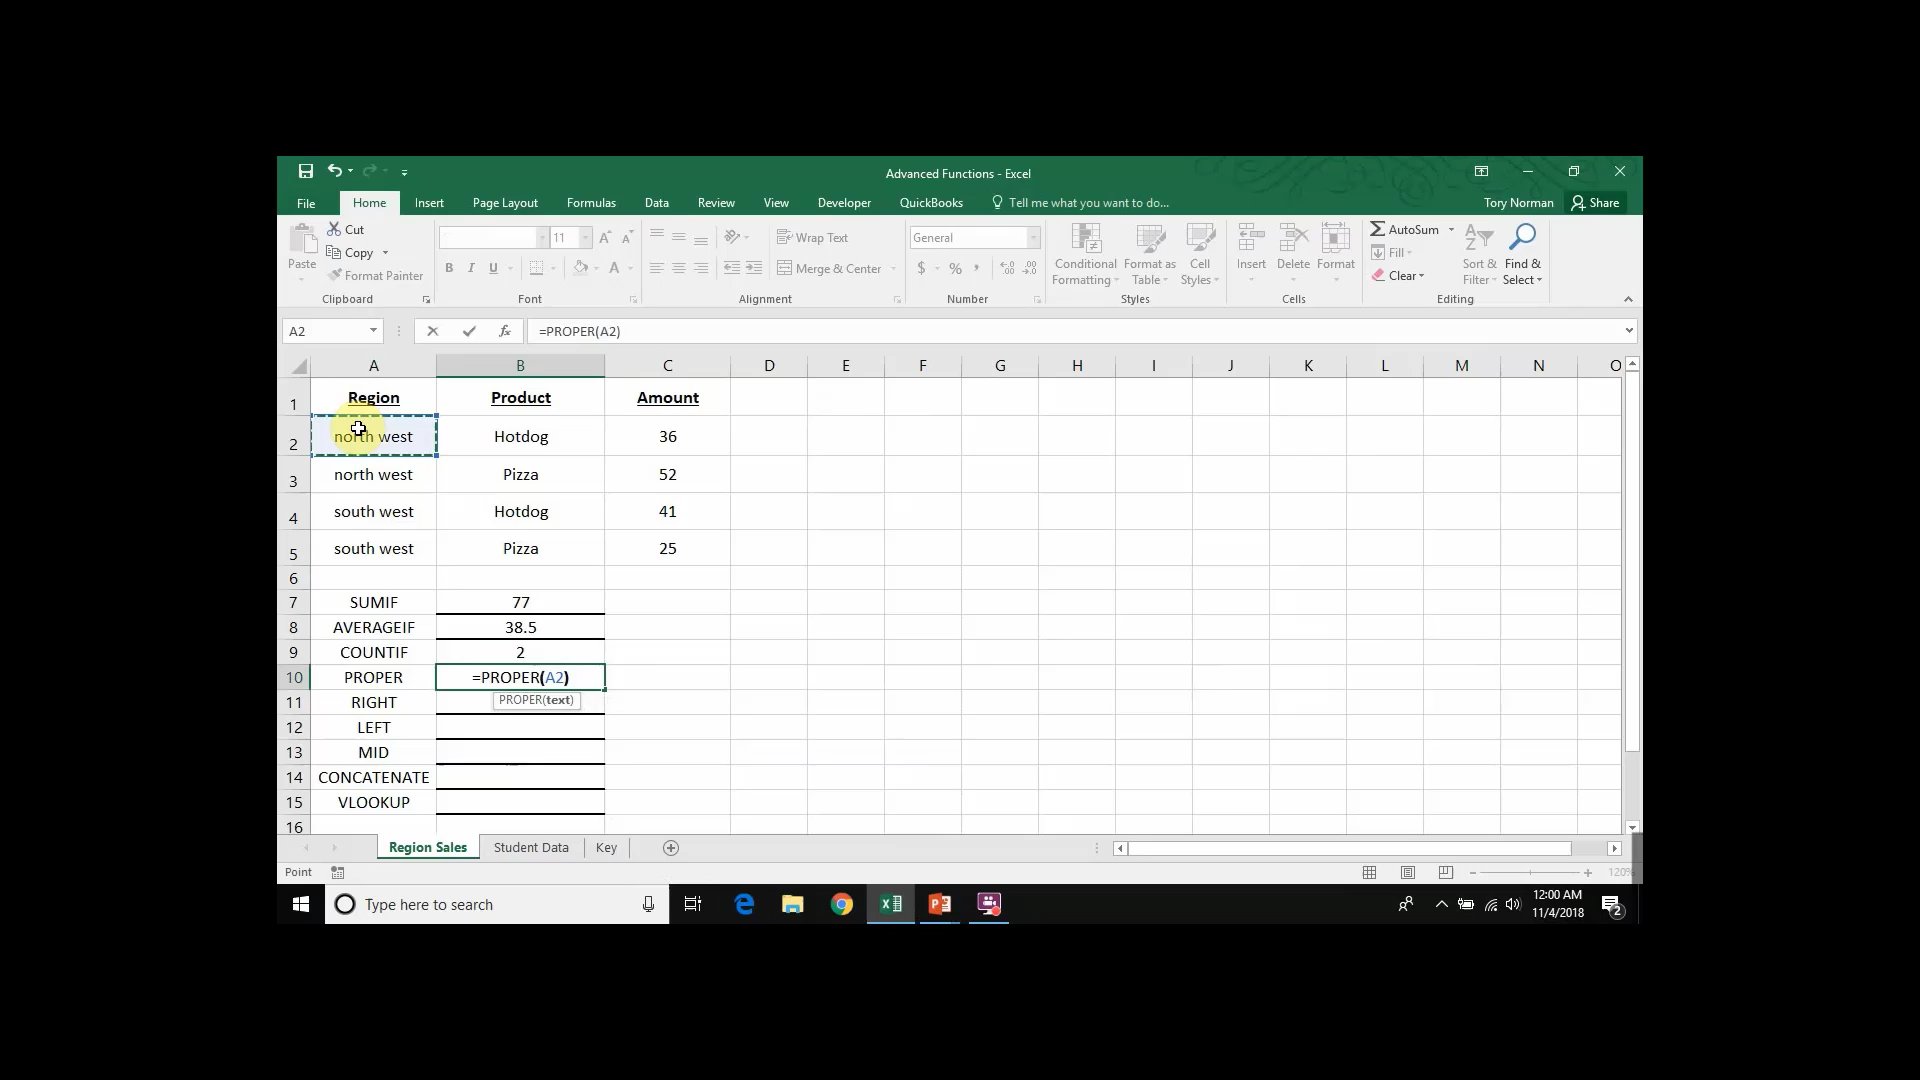 Advanced Functions - Excel
File Home Insert Page Layout Formulas Data Review View Developer QuickBooks Tell me what you want to do... Tory Norman Share
Paste Cut Copy Format Painter Clipboard
11 A A B I U A Font
Wrap Text Merge & Center Alignment
General $ % , Number
Conditional Formatting Format as Table Cell Styles Styles
Insert Delete Format Cells
AutoSum Fill Clear Sort & Filter Find & Select Editing
A2 fx =PROPER(A2)
A B C D E F G H I J K L M N O
1 Region Product Amount
2 north west Hotdog 36
3 north west Pizza 52
4 south west Hotdog 41
5 south west Pizza 25
6
7 SUMIF 77
8 AVERAGEIF 38.5
9 COUNTIF 2
10 PROPER =PROPER(A2)
PROPER(text)
11 RIGHT
12 LEFT
13 MID
14 CONCATENATE
15 VLOOKUP
16
Region Sales Student Data Key
Point 120%
Type here to search 12:00 AM
11/4/2018 2